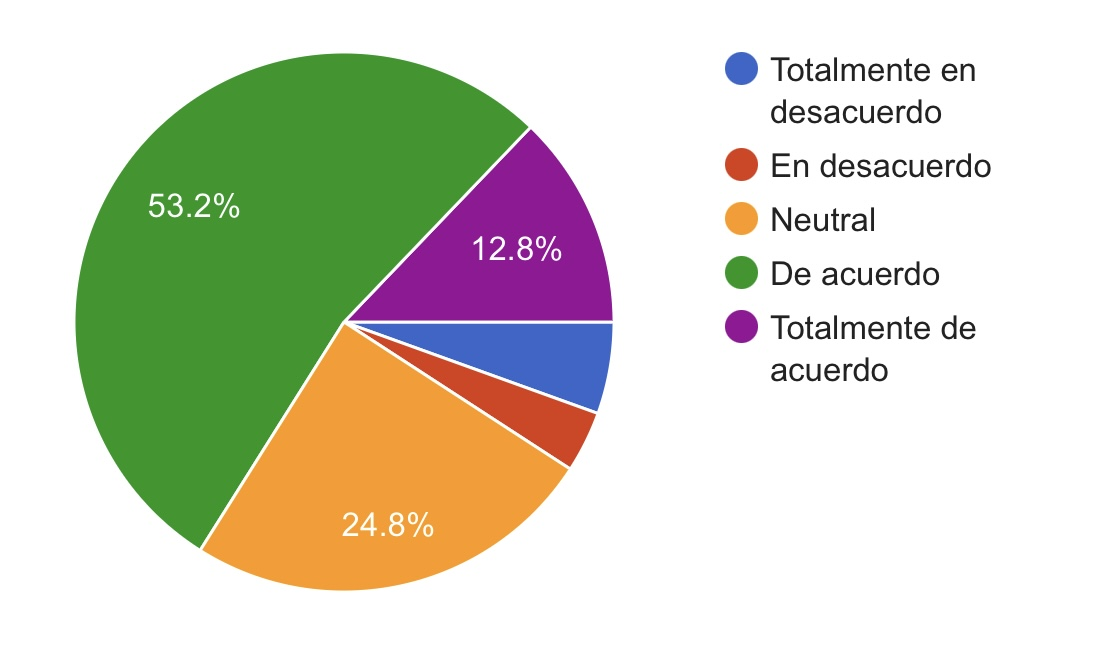 53.2%
12.8%
24.8%
Totalmente en
desacuerdo
En desacuerdo
Neutral
De acuerdo
Totalmente de
acuerdo